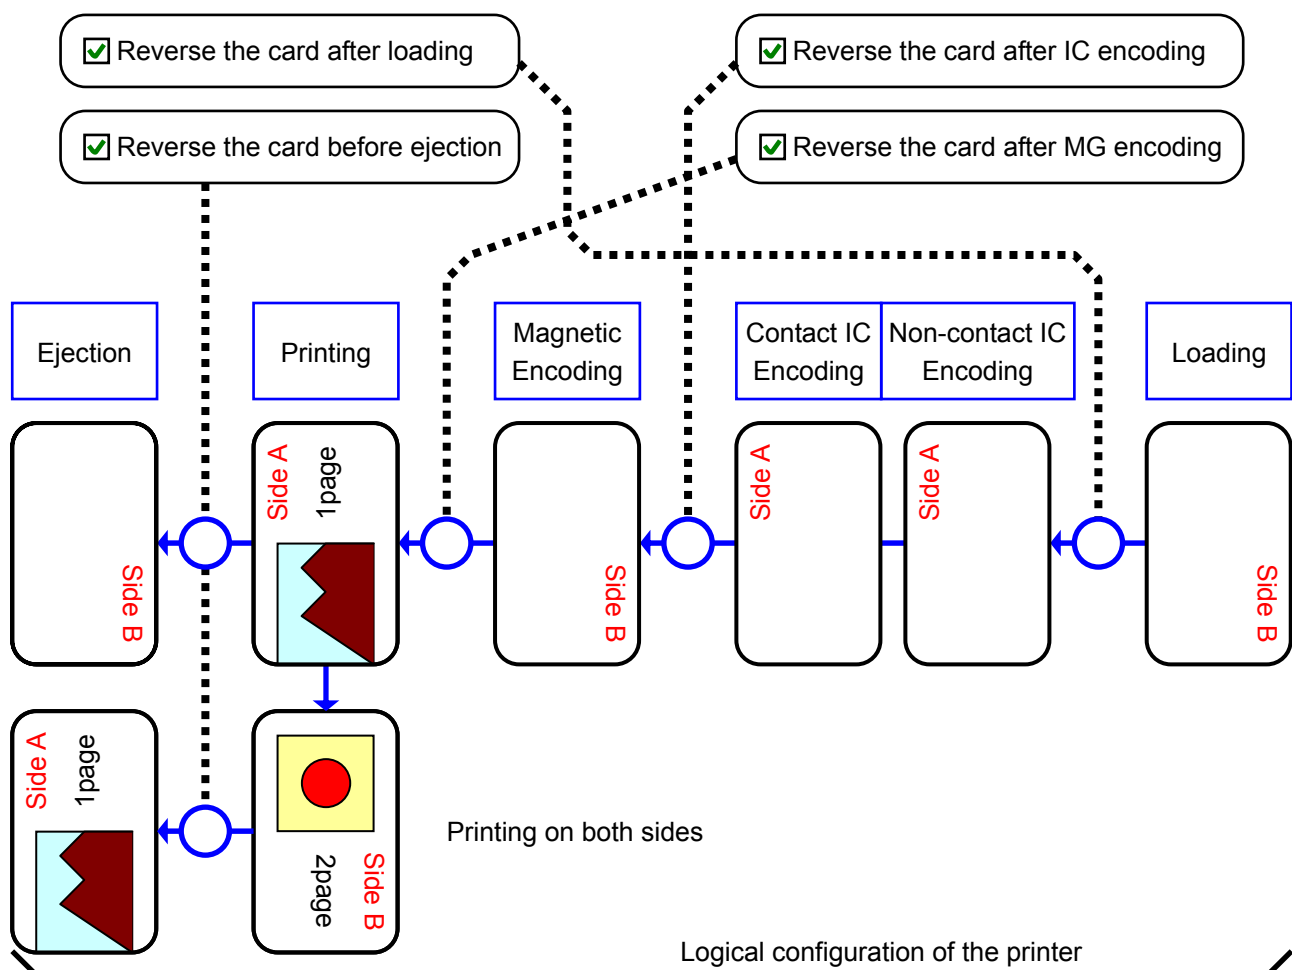 Reverse the card after loading
Reverse the card after IC encoding
Reverse the card before ejection
Reverse the card after MG encoding
Ejection
Printing
Magnetic
Encoding
Contact IC
Encoding
Non-contact IC
Encoding
Loading
Side B
Side A
1page
Side B
Side A
Side A
Side B
Side A
1page
2page
Side B
Printing on both sides
Logical configuration of the printer